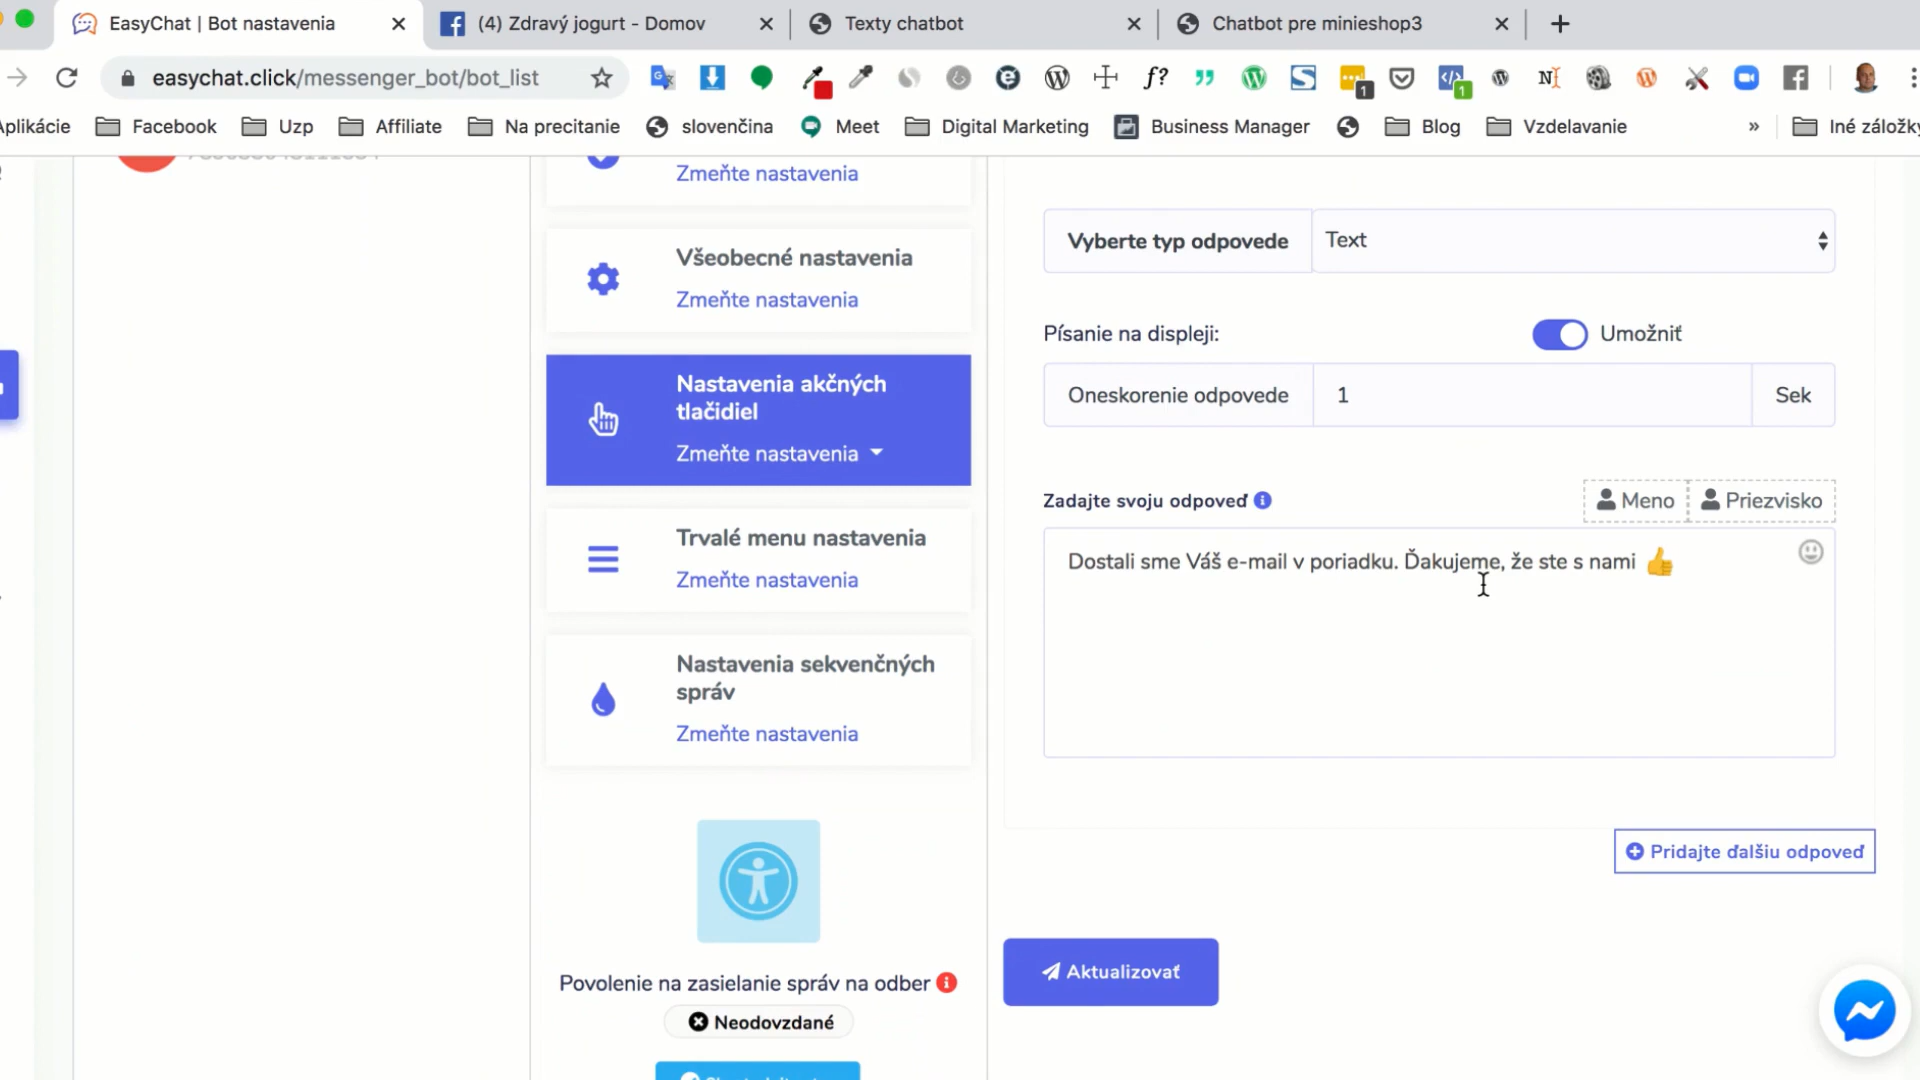 EasyChat | Bot nastavenia
(4) Zdravý jogurt - Domov
Texty chatbot
Chatbot pre minieshop3
easychat.click/messenger_bot/bot_list
plikácie
Facebook
Uzp
Affiliate
Na precitanie
slovenčina
Meet
Digital Marketing
Business Manager
Blog
Vzdelavanie
»
Iné záložky
Zmeňte nastavenia
Všeobecné nastavenia
Zmeňte nastavenia
Nastavenia akčných
tlačidiel
Zmeňte nastavenia
Trvalé menu nastavenia
Zmeňte nastavenia
Nastavenia sekvenčných
správ
Zmeňte nastavenia
Povolenie na zasielanie správ na odber
Neodovzdané
Vyberte typ odpovede
Text
Písanie na displeji:
Umožniť
Oneskorenie odpovede
1
Sek
Zadajte svoju odpoveď
Meno
Priezvisko
Dostali sme Váš e-mail v poriadku. Ďakujeme, že ste s nami 👍
Pridajte ďalšiu odpoveď
Aktualizovať